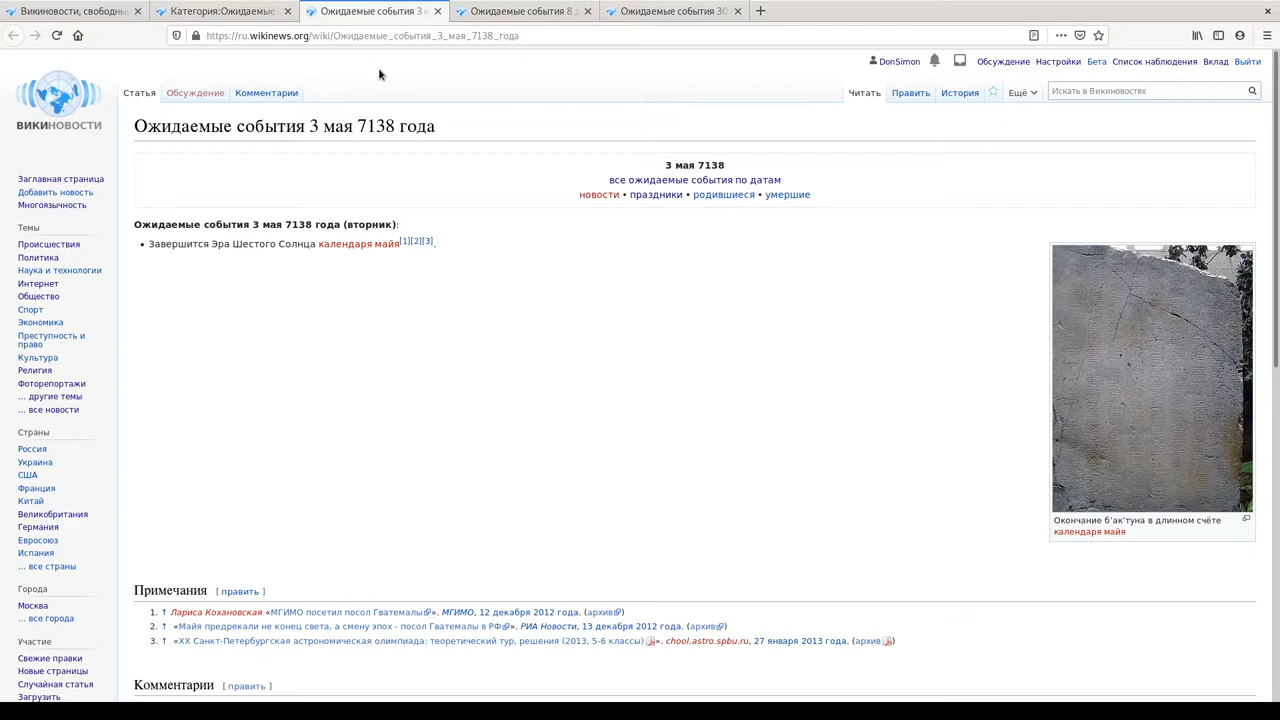 Викиновости, свободны
Категория:Ожидаемые
Ожидаемые события 3 м
Ожидаемые события 8 д
Ожидаемые события 30
https://ru.wikinews.org/wiki/Ожидаемые_события_3_мая_7138_года
DonSimon Обсуждение Настройки Бета Список наблюдения Вклад Выйти
Статья Обсуждение Комментарии Читать Править История Ещё Искать в Викиновостях
ВИКИНОВОСТИ
Ожидаемые события 3 мая 7138 года
3 мая 7138
все ожидаемые события по датам
новости • праздники • родившиеся • умершие
Ожидаемые события 3 мая 7138 года (вторник):
• Завершится Эра Шестого Солнца календаря майя[1][2][3].
Окончание б’ак’туна в длинном счёте
календаря майя
Примечания [ править ]
1. ↑ Лариса Кохановская «МГИМО посетил посол Гватемалы». МГИМО, 12 декабря 2012 года. (архив)
2. ↑ «Майя предрекали не конец света, а смену эпох - посол Гватемалы в РФ». РИА Новости, 13 декабря 2012 года. (архив)
3. ↑ «XX Санкт-Петербургская астрономическая олимпиада: теоретический тур, решения (2013, 5-6 классы)». chool.astro.spbu.ru, 27 января 2013 года. (архив)
Комментарии [ править ]
Заглавная страница
Добавить новость
Многоязычность
Темы
Происшествия
Политика
Наука и технологии
Интернет
Общество
Спорт
Экономика
Преступность и
право
Культура
Религия
Фоторепортажи
... другие темы
... все новости
Страны
Россия
Украина
США
Франция
Китай
Великобритания
Германия
Евросоюз
Испания
... все страны
Города
Москва
... все города
Участие
Свежие правки
Новые страницы
Случайная статья
Загрузить